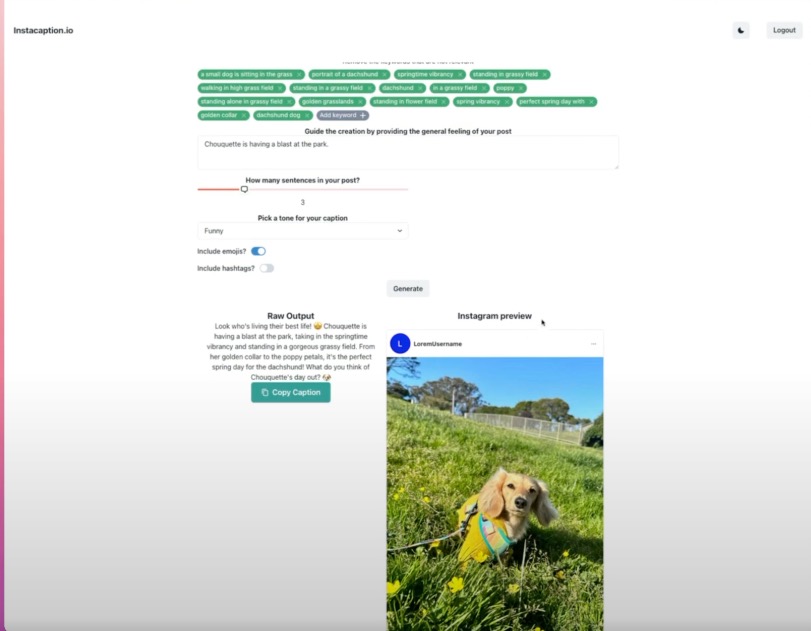 Instacaption.io
Logout
Remove the keywords that are not relevant
a small dog is sitting in the grass × portrait of a dachshund × springtime vibrancy × standing in grassy field ×
walking in high grass field × standing in a grassy field × dachshund × in a grassy field × poppy ×
standing alone in grassy field × golden grasslands × standing in flower field × spring vibrancy × perfect spring day with ×
golden collar × dachshund dog × Add keyword +
Guide the creation by providing the general feeling of your post
Chouquette is having a blast at the park.
How many sentences in your post?
3
Pick a tone for your caption
Funny
Include emojis?
Include hashtags?
Generate
Raw Output
Look who's living their best life! 🤩 Chouquette is
having a blast at the park, taking in the springtime
vibrancy and standing in a gorgeous grassy field. From
her golden collar to the poppy petals, it's the perfect
spring day for the dachshund! What do you think of
Chouquette's day out? 🐶
Copy Caption
Instagram preview
L LoremUsername ...